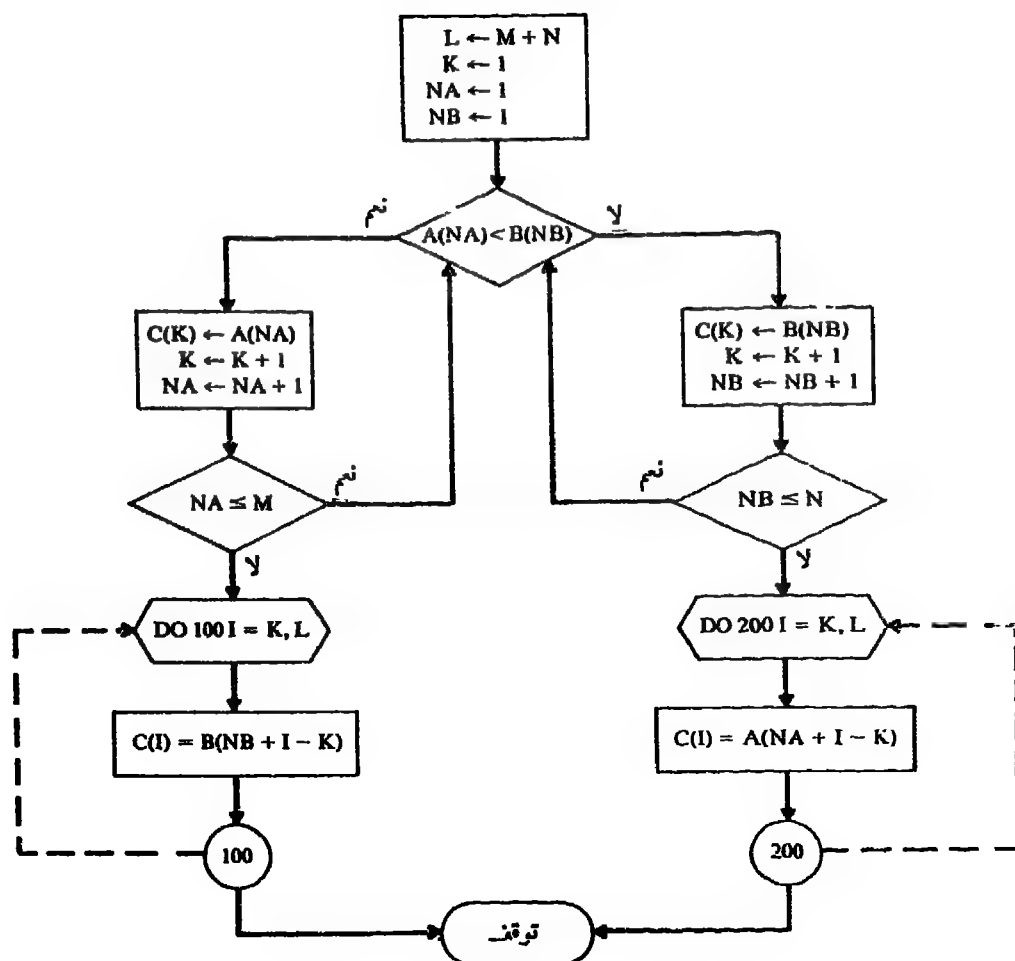 L ← M + N
K ← 1
NA ← 1
NB ← 1
نعم
لا
A(NA) < B(NB)
C(K) ← A(NA)
K ← K + 1
NA ← NA + 1
C(K) ← B(NB)
K ← K + 1
NB ← NB + 1
NA ≤ M
نعم
نعم
NB ≤ N
لا
لا
DO 100 I = K, L
DO 200 I = K, L
C(I) = B(NB + I − K)
C(I) = A(NA + I − K)
100
200
توقف